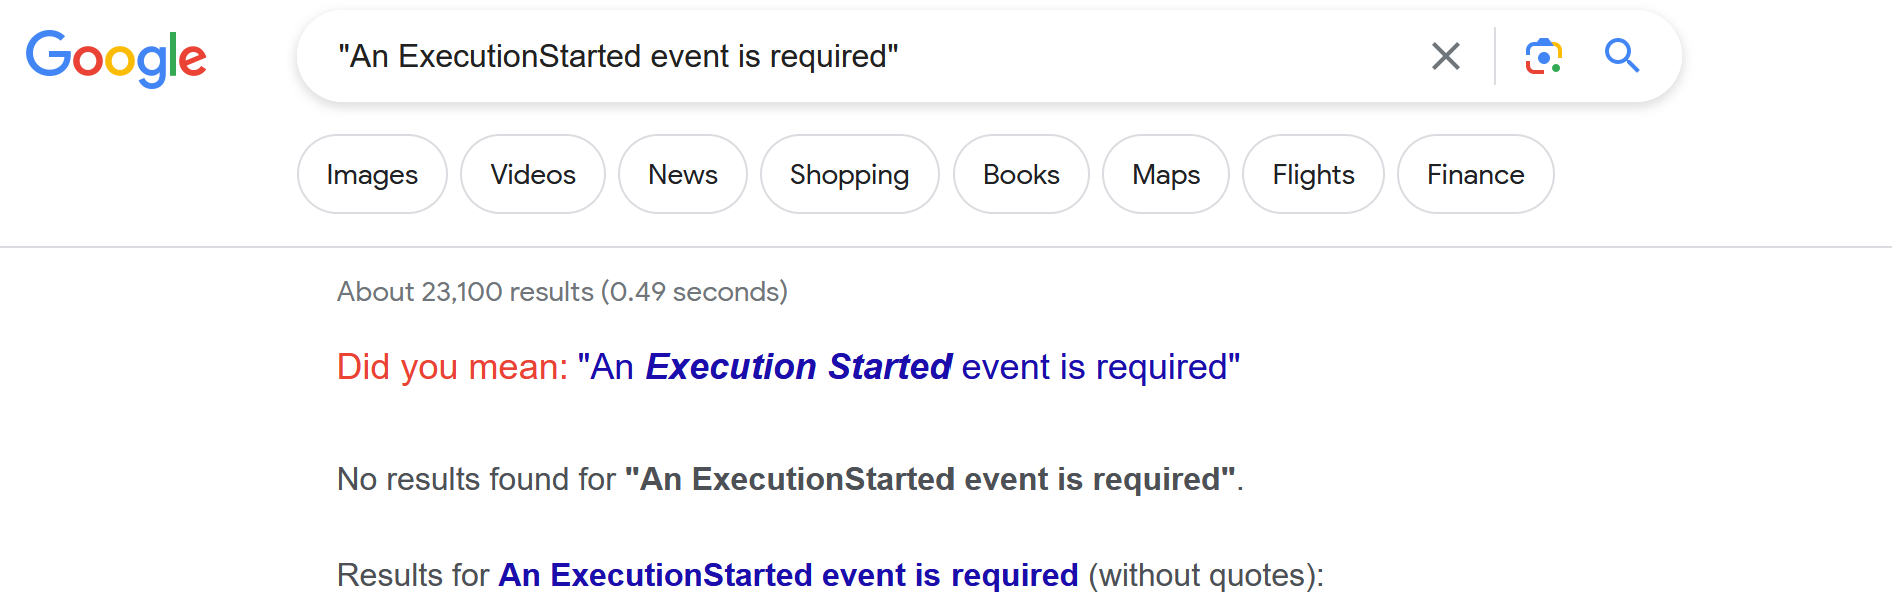 Google
"An ExecutionStarted event is required"
Images Videos News Shopping Books Maps Flights Finance
About 23,100 results (0.49 seconds)
Did you mean: "An Execution Started event is required"
No results found for "An ExecutionStarted event is required".
Results for An ExecutionStarted event is required (without quotes):